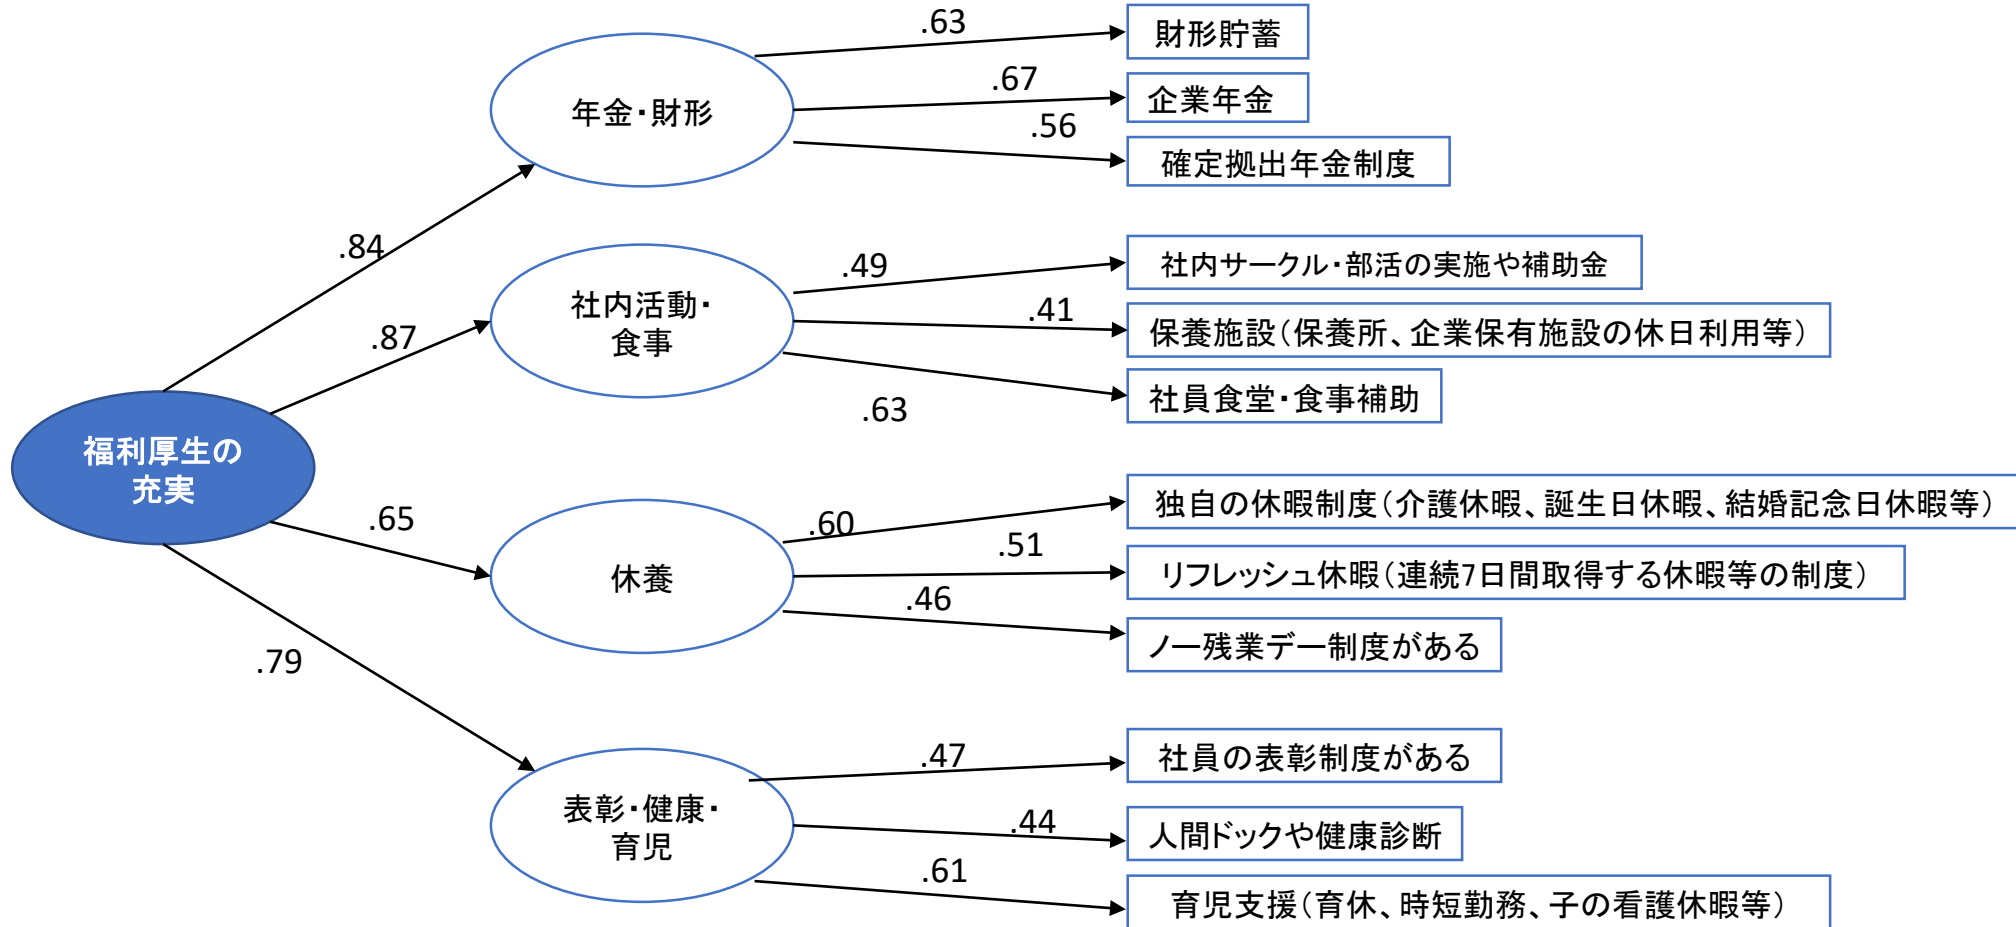 .63
財形貯蓄
.67
企業年金
年金・財形
.56
確定拠出年金制度
.84
.49
社内サークル・部活の実施や補助金
社内活動・
食事
.41
保養施設（保養所、企業保有施設の休日利用等）
.87
.63
社員食堂・食事補助
福利厚生の
充実
.65
.60
独自の休暇制度（介護休暇、誕生日休暇、結婚記念日休暇等）
.51
リフレッシュ休暇（連続7日間取得する休暇等の制度）
休養
.46
ノー残業デー制度がある
.79
.47
社員の表彰制度がある
表彰・健康・
育児
.44
人間ドックや健康診断
.61
育児支援（育休、時短勤務、子の看護休暇等）